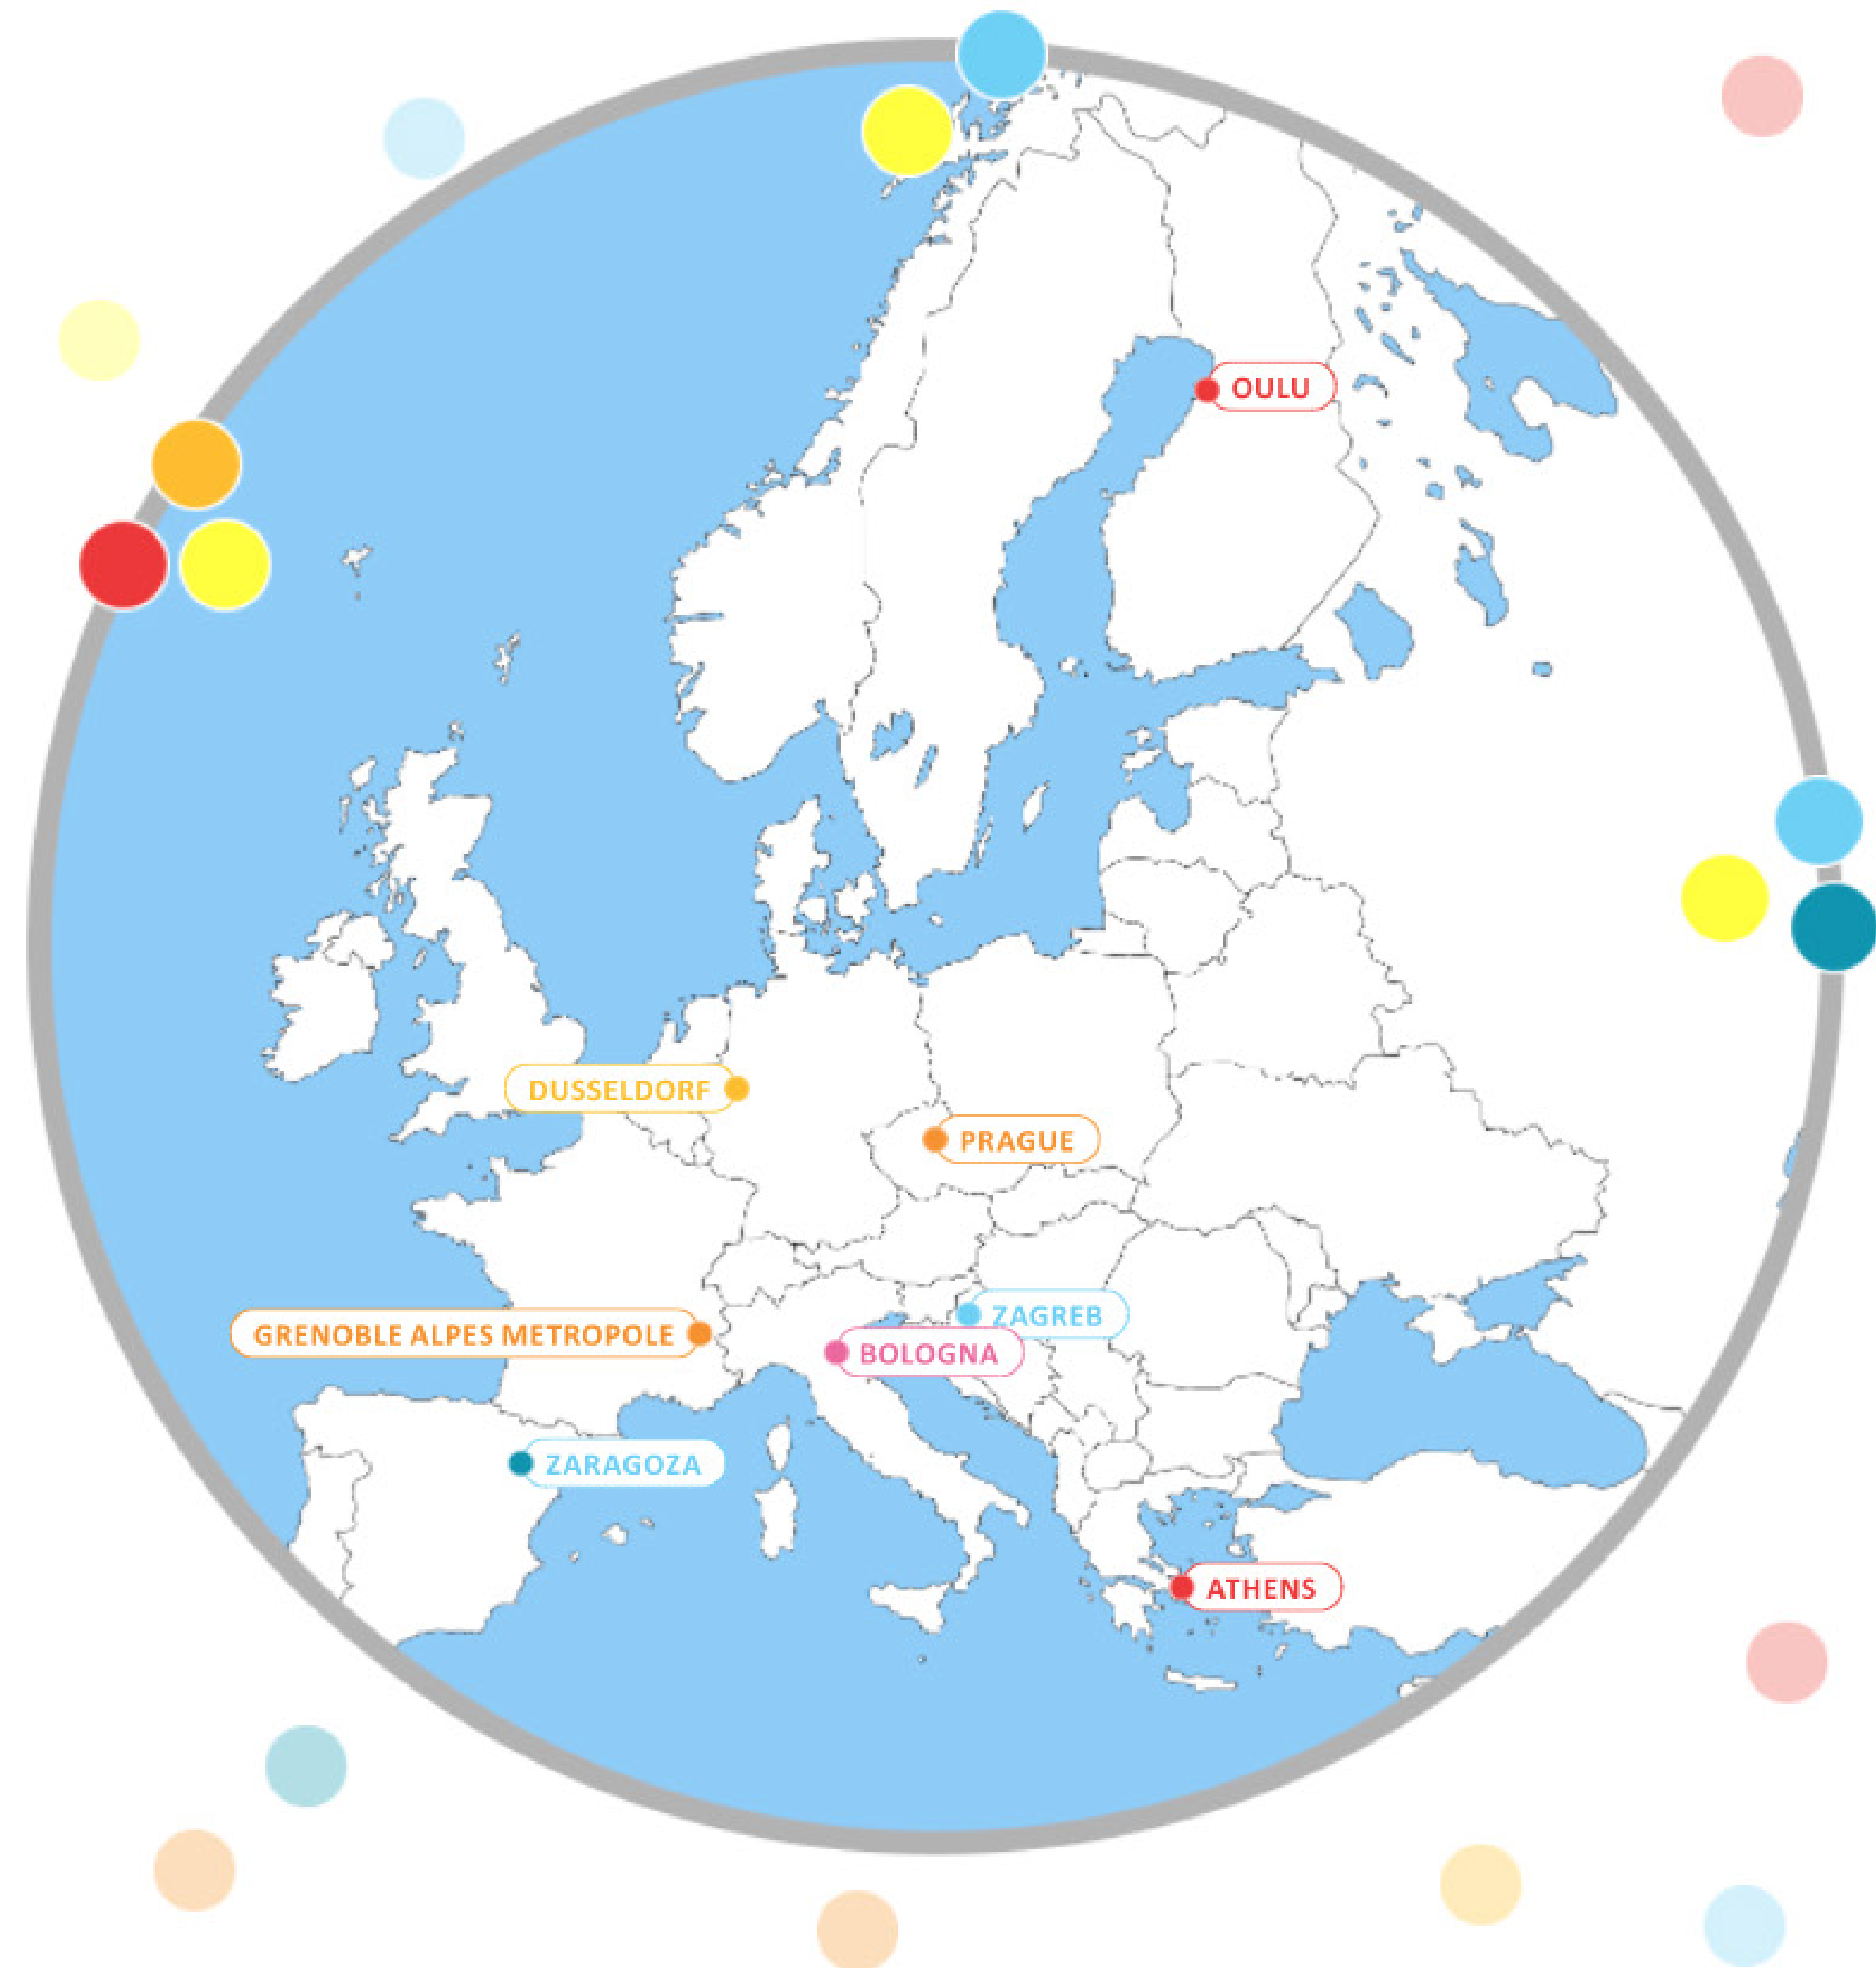 OULU
DUSSELDORF
PRAGUE
ZAGREB
GRENOBLE ALPES METROPOLE
BOLOGNA
ZARAGOZA
ATHENS